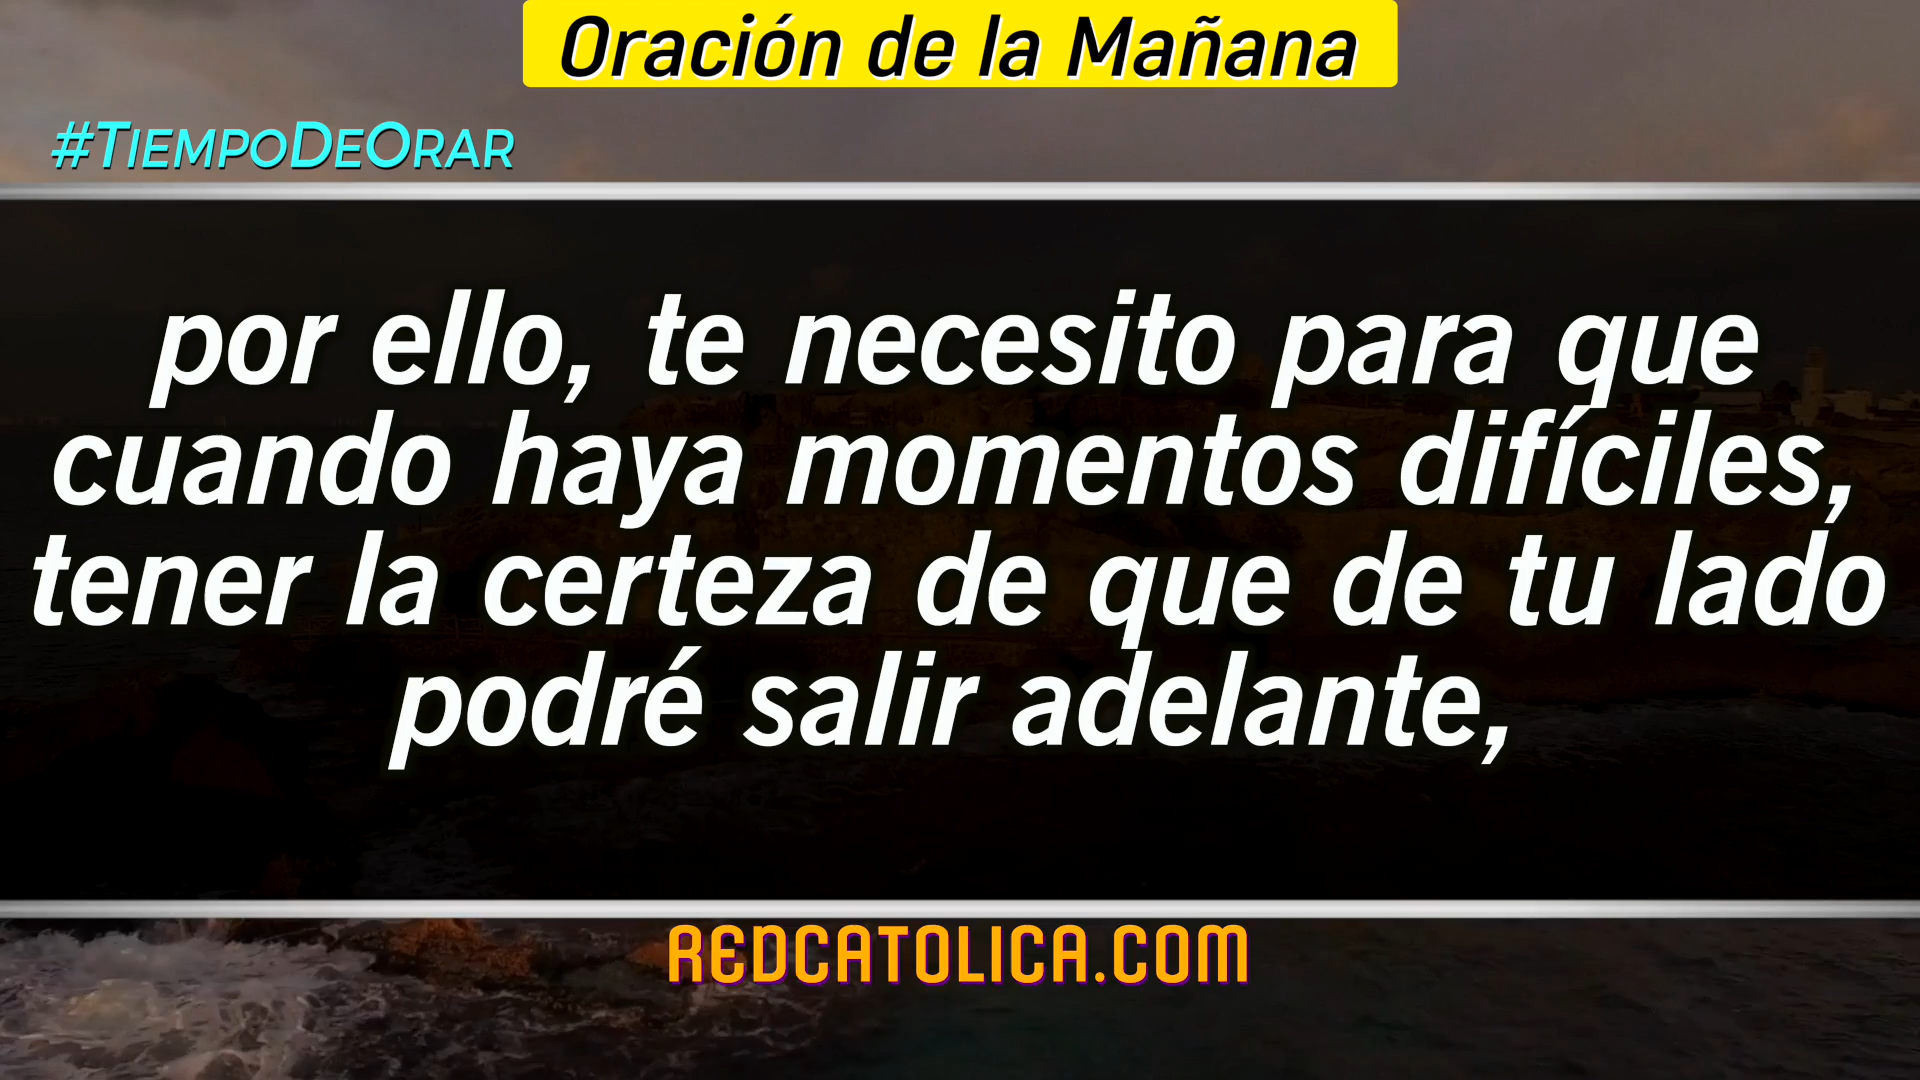 Oración de la Mañana
#TiempoDeOrar
por ello, te necesito para que
cuando haya momentos difíciles,
tener la certeza de que de tu lado
podré salir adelante,
REDCATOLICA.COM